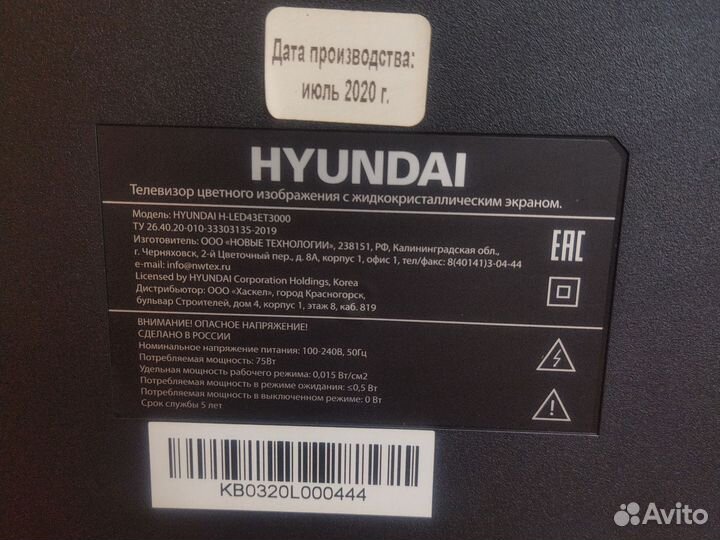 Дата производства:
июль 2020 г.
HYUNDAI
Телевизор цветного изображения с жидкокристаллическим экраном.
Модель: HYUNDAI H-LED43ET3000
ТУ 26.40.20-010-33303135-2019
Изготовитель: ООО «НОВЫЕ ТЕХНОЛОГИИ», 238151, РФ, Калининградская обл.,
г. Черняховск, 2-й Цветочный пер., д. 8А, корпус 1, офис 1, тел/факс: 8(40141)3-04-44
e-mail: info@nwtex.ru
Licensed by HYUNDAI Corporation Holdings, Korea
Дистрибьютор: ООО «Хаскел», город Красногорск,
бульвар Строителей, дом 4, корпус 1, этаж 8, каб. 819
EAC
ВНИМАНИЕ! ОПАСНОЕ НАПРЯЖЕНИЕ!
СДЕЛАНО В РОССИИ
Номинальное напряжение питания: 100-240В, 50Гц
Потребляемая мощность: 75Вт
Удельная мощность рабочего режима: 0,015 Вт/см2
Потребляемая мощность в режиме ожидания: ≤0,5 Вт
Потребляемая мощность в выключенном режиме: 0 Вт
Срок службы 5 лет
KB0320L000444
Avito